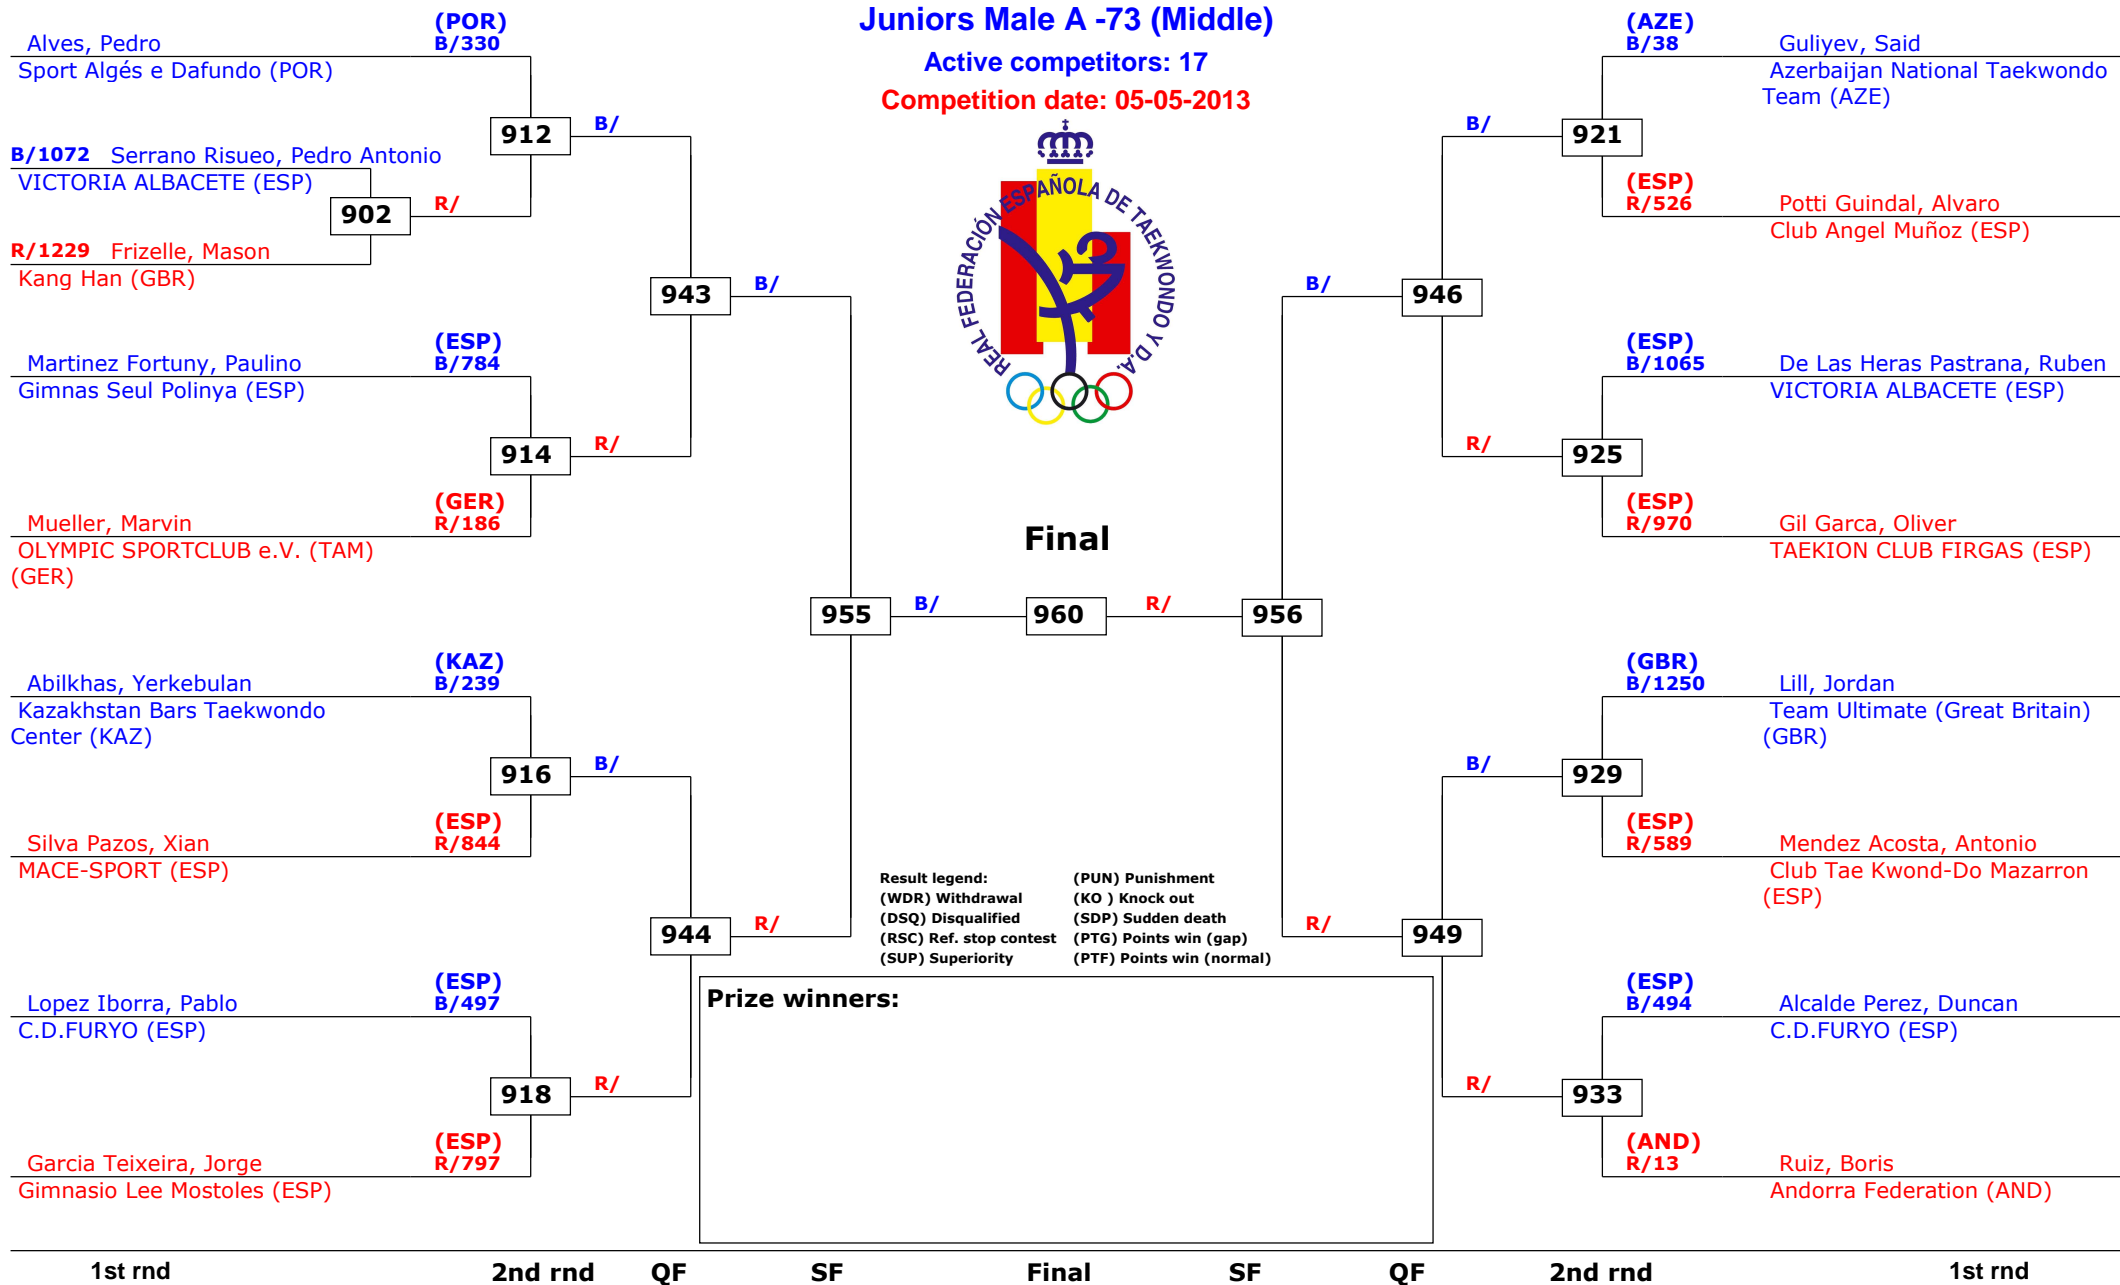 Juniors Male A -73 (Middle)
Active competitors: 17
Competition date: 05-05-2013
REAL FEDERACIÓN ESPAÑOLA DE TAEKWONDO Y D.A.
(POR)
Alves, Pedro B/330
Sport Algés e Dafundo (POR)
912
B/
B/1072 Serrano Risueo, Pedro Antonio
VICTORIA ALBACETE (ESP)
902
R/
R/1229 Frizelle, Mason
Kang Han (GBR)
943
B/
(ESP)
Martinez Fortuny, Paulino B/784
Gimnas Seul Polinya (ESP)
914
R/
(GER)
Mueller, Marvin R/186
OLYMPIC SPORTCLUB e.V. (TAM)
(GER)
955
B/
(KAZ)
Abilkhas, Yerkebulan B/239
Kazakhstan Bars Taekwondo
Center (KAZ)
916
B/
(ESP)
Silva Pazos, Xian R/844
MACE-SPORT (ESP)
944
R/
(ESP)
Lopez Iborra, Pablo B/497
C.D.FURYO (ESP)
918
R/
(ESP)
Garcia Teixeira, Jorge R/797
Gimnasio Lee Mostoles (ESP)
Final
960
(AZE)
B/38 Guliyev, Said
Azerbaijan National Taekwondo
Team (AZE)
B/
921
(ESP)
R/526 Potti Guindal, Alvaro
Club Angel Muñoz (ESP)
B/
946
(ESP)
B/1065 De Las Heras Pastrana, Ruben
VICTORIA ALBACETE (ESP)
R/
925
(ESP)
R/970 Gil Garca, Oliver
TAEKION CLUB FIRGAS (ESP)
R/
956
(GBR)
B/1250 Lill, Jordan
Team Ultimate (Great Britain)
(GBR)
B/
929
(ESP)
R/589 Mendez Acosta, Antonio
Club Tae Kwond-Do Mazarron
(ESP)
R/
949
(ESP)
B/494 Alcalde Perez, Duncan
C.D.FURYO (ESP)
R/
933
(AND)
R/13 Ruiz, Boris
Andorra Federation (AND)
Result legend: (PUN) Punishment
(WDR) Withdrawal (KO ) Knock out
(DSQ) Disqualified (SDP) Sudden death
(RSC) Ref. stop contest (PTG) Points win (gap)
(SUP) Superiority (PTF) Points win (normal)
Prize winners:
1st rnd 2nd rnd QF SF Final SF QF 2nd rnd 1st rnd